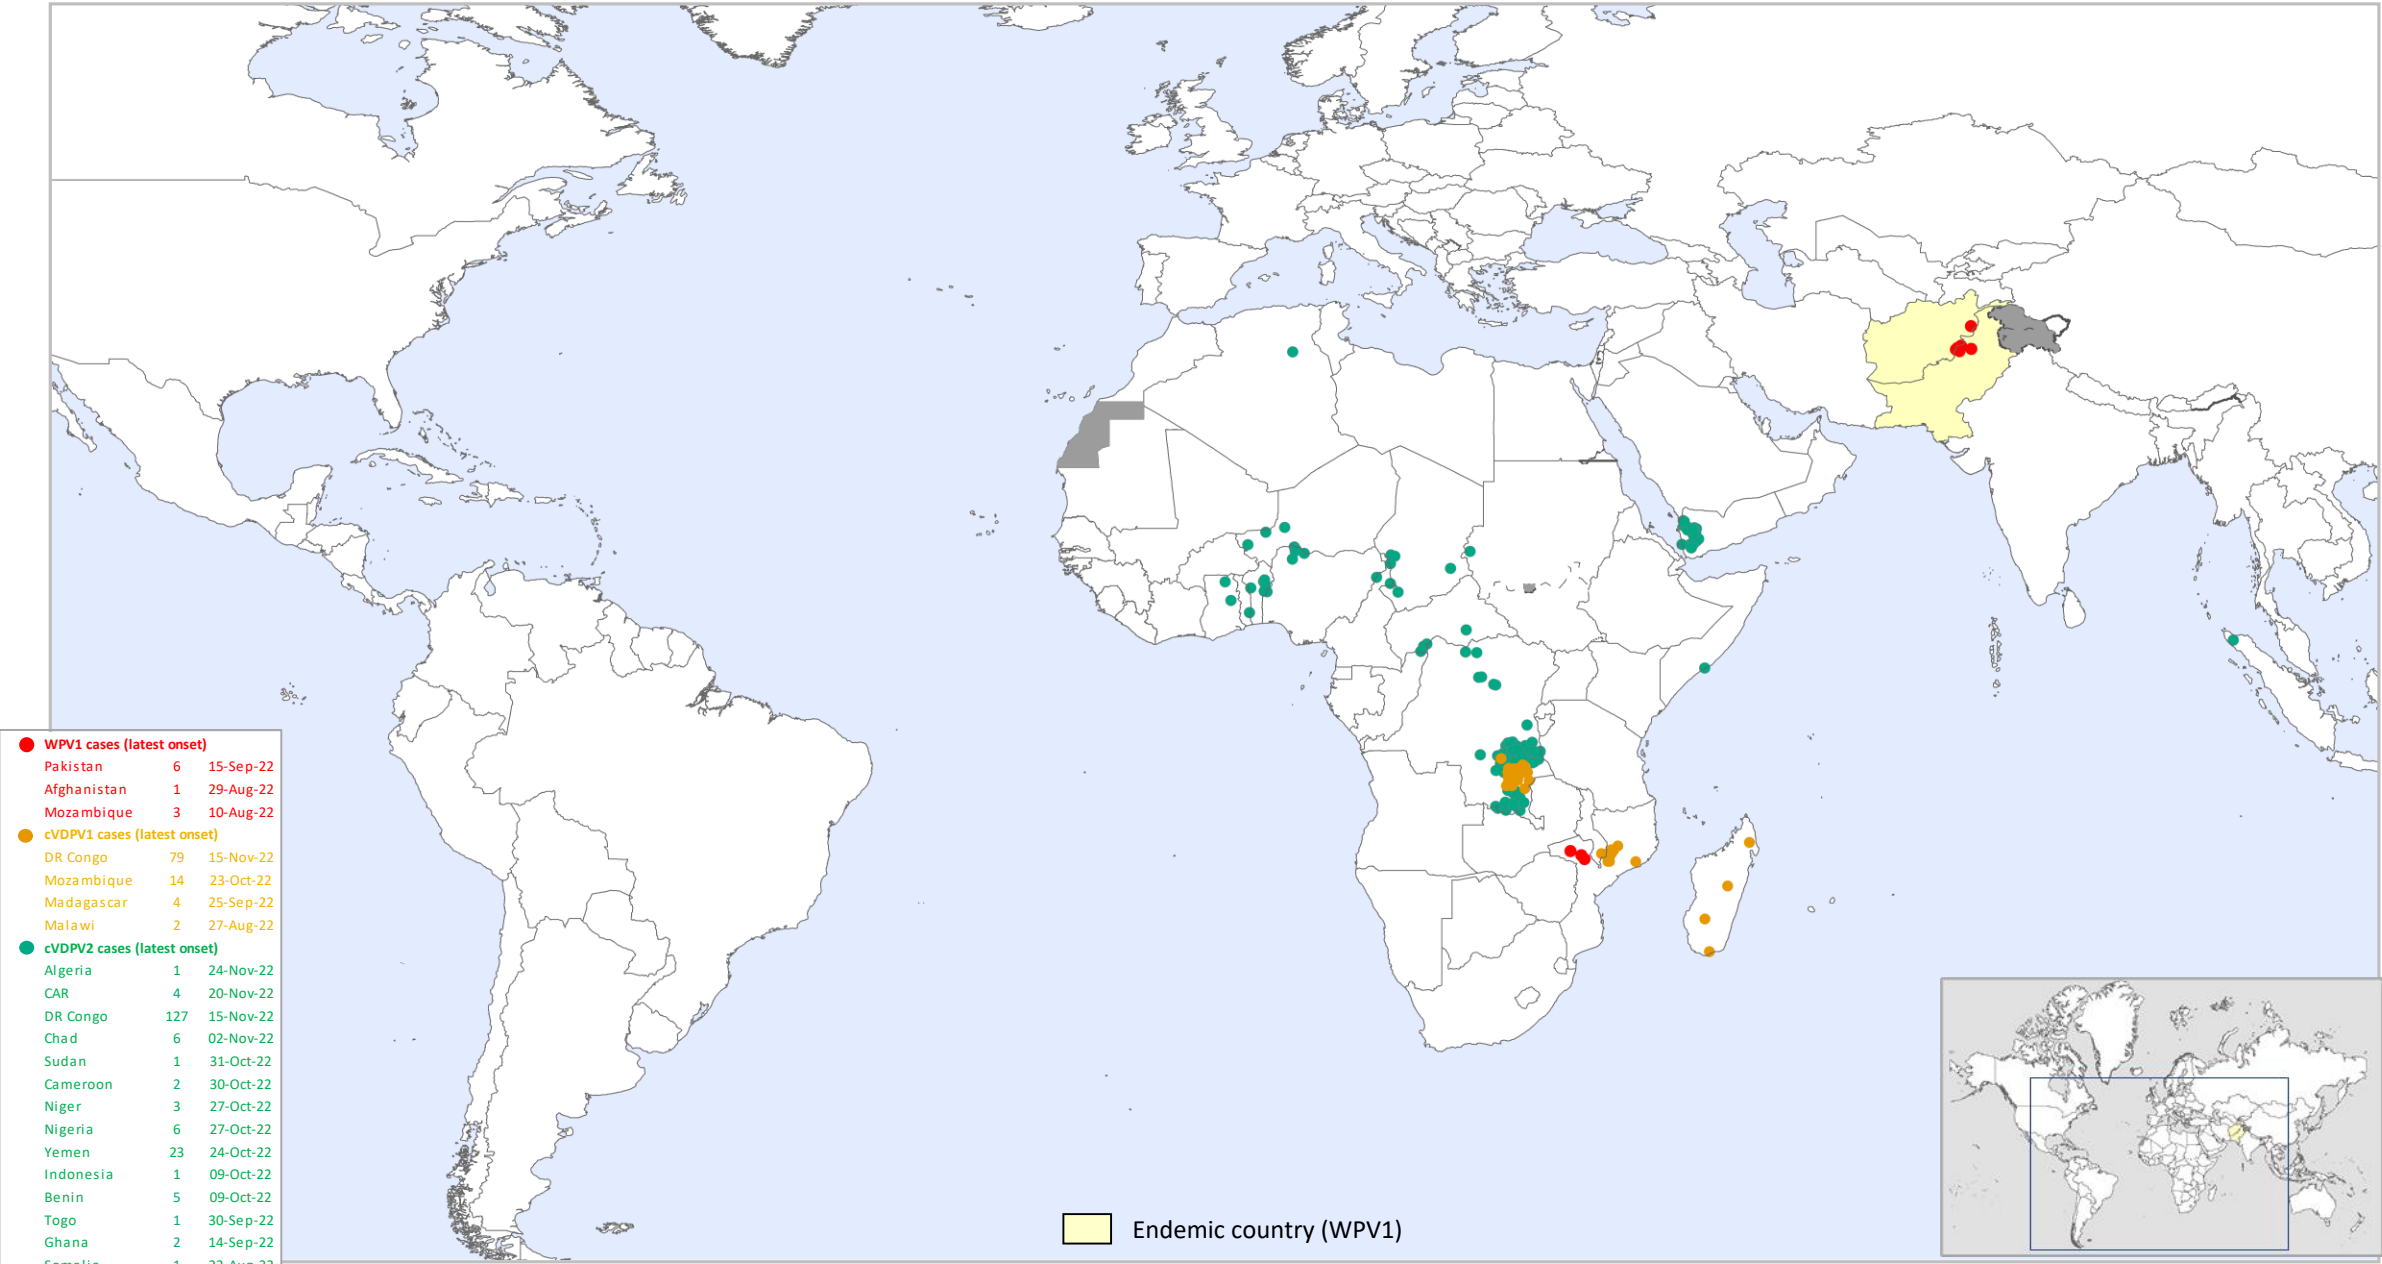 WPV1 cases (latest onset)
Pakistan 6 15-Sep-22
Afghanistan 1 29-Aug-22
Mozambique 3 10-Aug-22
cVDPV1 cases (latest onset)
DR Congo 79 15-Nov-22
Mozambique 14 23-Oct-22
Madagascar 4 25-Sep-22
Malawi 2 27-Aug-22
cVDPV2 cases (latest onset)
Algeria 1 24-Nov-22
CAR 4 20-Nov-22
DR Congo 127 15-Nov-22
Chad 6 02-Nov-22
Sudan 1 31-Oct-22
Cameroon 2 30-Oct-22
Niger 3 27-Oct-22
Nigeria 6 27-Oct-22
Yemen 23 24-Oct-22
Indonesia 1 09-Oct-22
Benin 5 09-Oct-22
Togo 1 30-Sep-22
Ghana 2 14-Sep-22
Endemic country (WPV1)